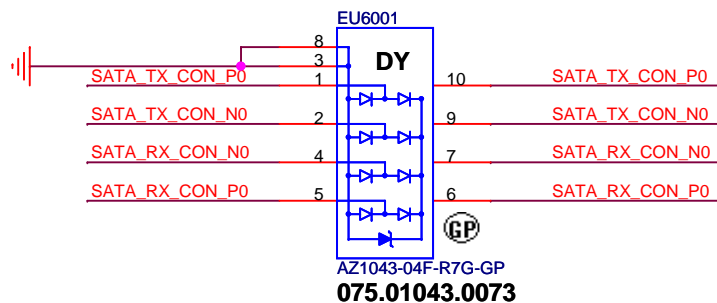 EU6001
8
3
DY
SATA_TX_CON_P0 1 10 SATA_TX_CON_P0
SATA_TX_CON_N0 2 9 SATA_TX_CON_N0
SATA_RX_CON_N0 4 7 SATA_RX_CON_N0
SATA_RX_CON_P0 5 6 SATA_RX_CON_P0
GP
AZ1043-04F-R7G-GP
075.01043.0073